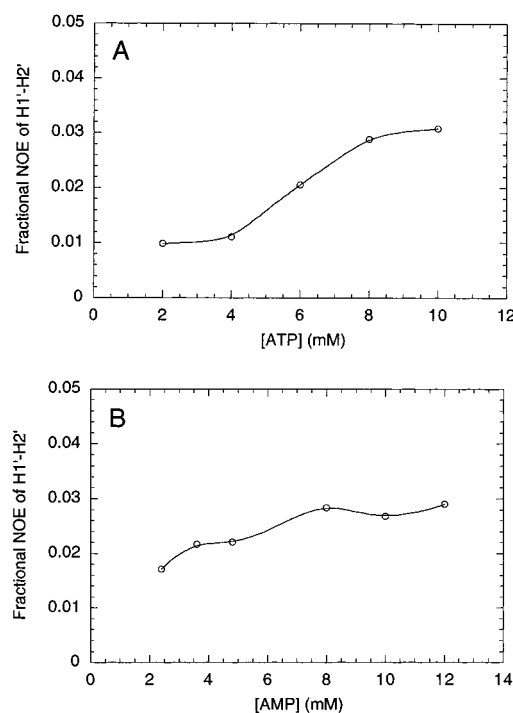 A
0.05
0.04
0.03
0.02
0.01
0
Fractional NOE of H1'-H2'
0 2 4 6 8 10 12
[ATP] (mM)
B
0.05
0.04
0.03
0.02
0.01
0
Fractional NOE of H1'-H2'
0 2 4 6 8 10 12 14
[AMP] (mM)